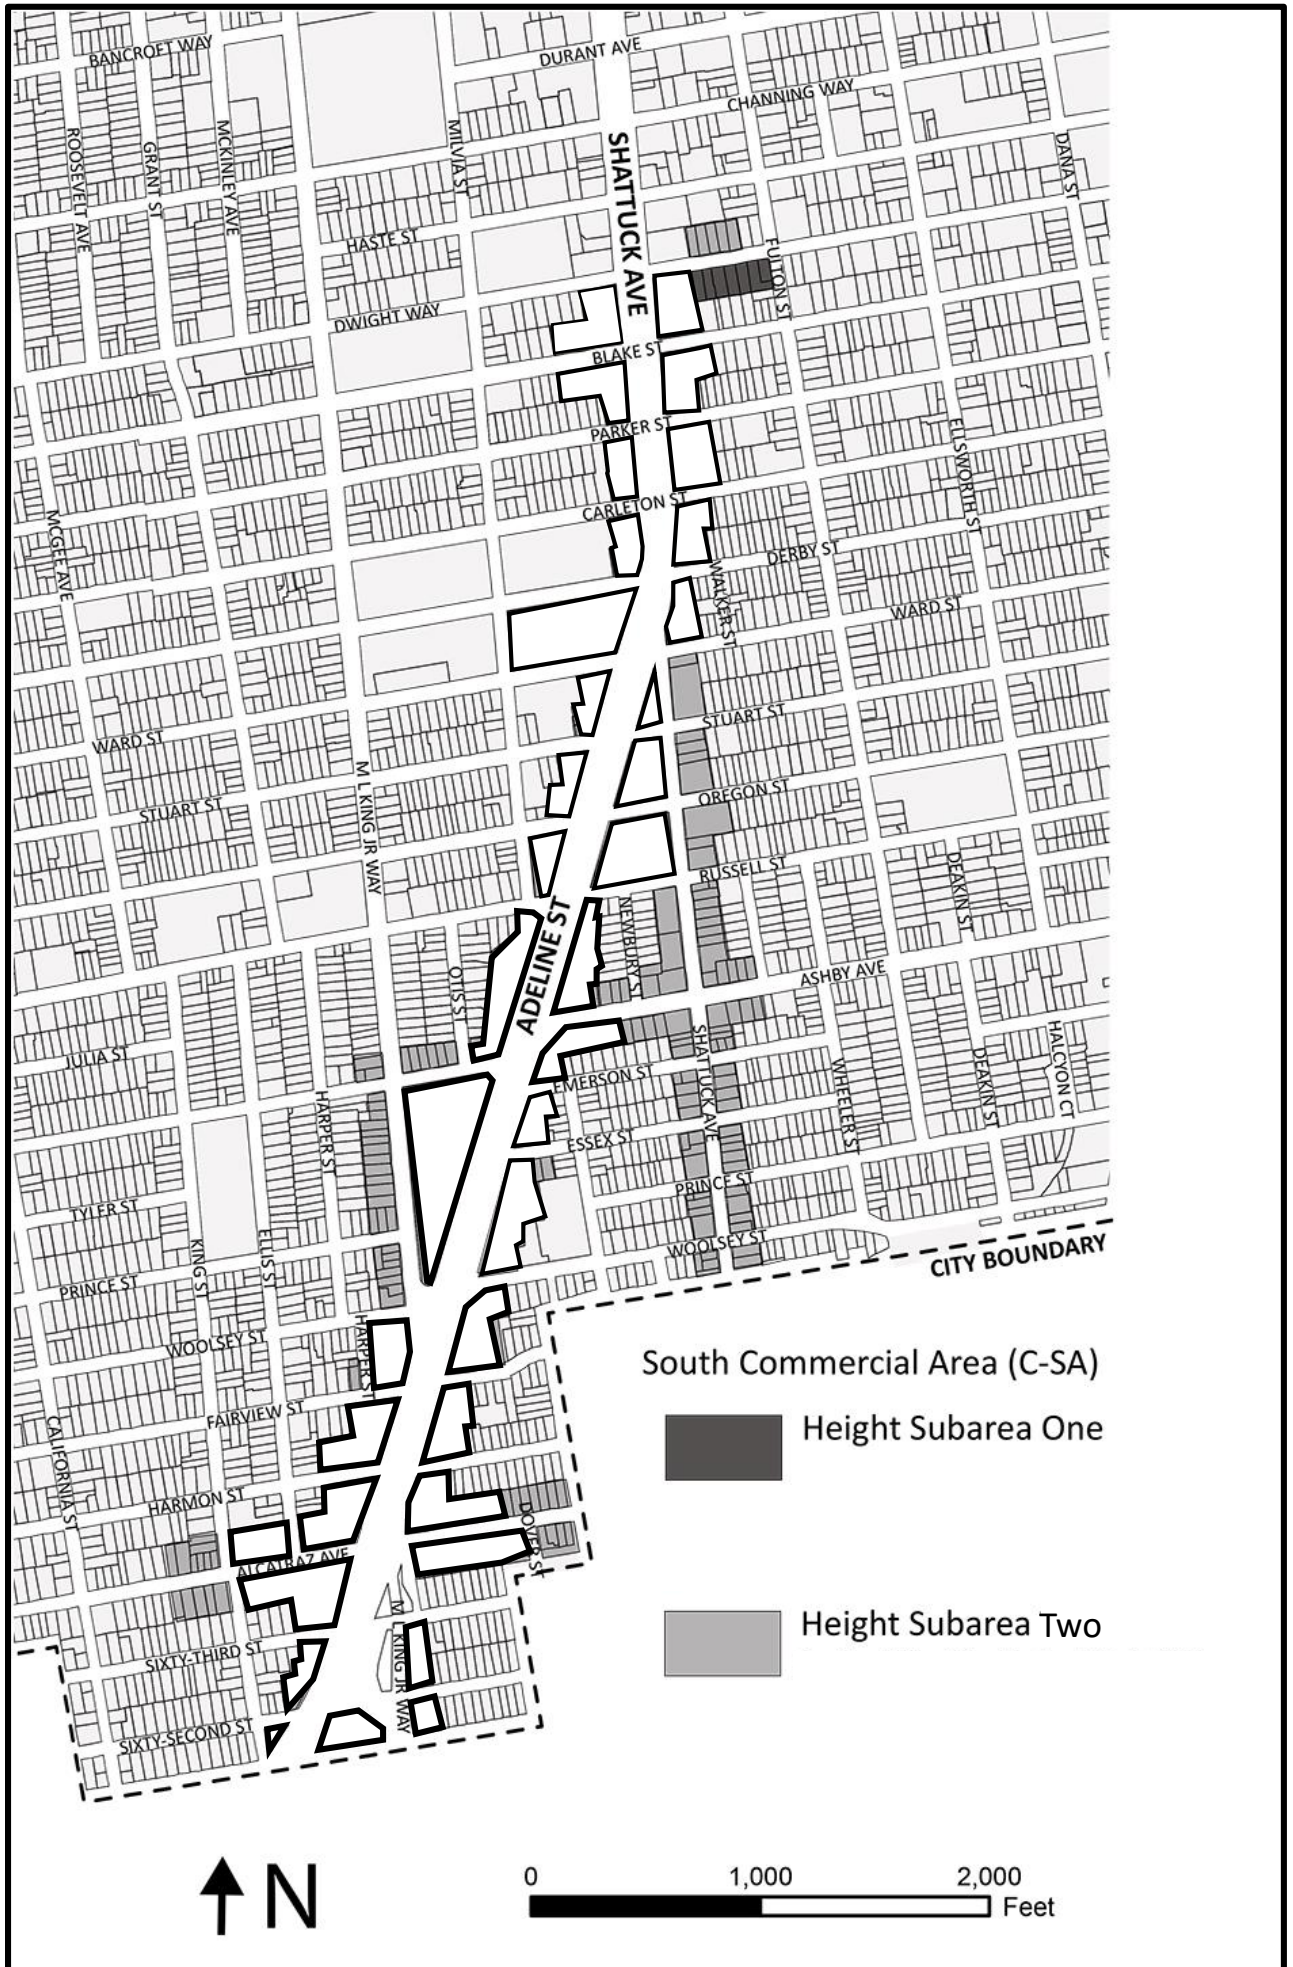 BANCROFT WAY
DURANT AVE
CHANNING WAY
ROOSEVELT AVE
GRANT ST
MCKINLEY AVE
MILVIA ST
SHATTUCK AVE
DANA ST
HASTE ST
FULTON ST
DWIGHT WAY
BLAKE ST
PARKER ST
ELLSWORTH ST
CARLETON ST
MCGEE AVE
DERBY ST
WALKER ST
WARD ST
STUART ST
WARD ST
M L KING JR WAY
OREGON ST
STUART ST
RUSSELL ST
DEAKIN ST
NEWBURY ST
ADELINE ST
OTIS ST
ASHBY AVE
JULIA ST
SHATTUCK AVE
HALCYON CT
DEAKIN ST
WHEELER ST
EMERSON ST
HARPER ST
ESSEX ST
PRINCE ST
TYLER ST
KING ST
ELLIS ST
WOOLSEY ST
CITY BOUNDARY
PRINCE ST
WOOLSEY ST
HARPER ST
South Commercial Area (C-SA)
FAIRVIEW ST
CALIFORNIA ST
Height Subarea One
HARMON ST
DOVER ST
ALCATRAZ AVE
M L KING JR WAY
Height Subarea Two
SIXTY-THIRD ST
SIXTY-SECOND ST
N
0 1,000 2,000
Feet